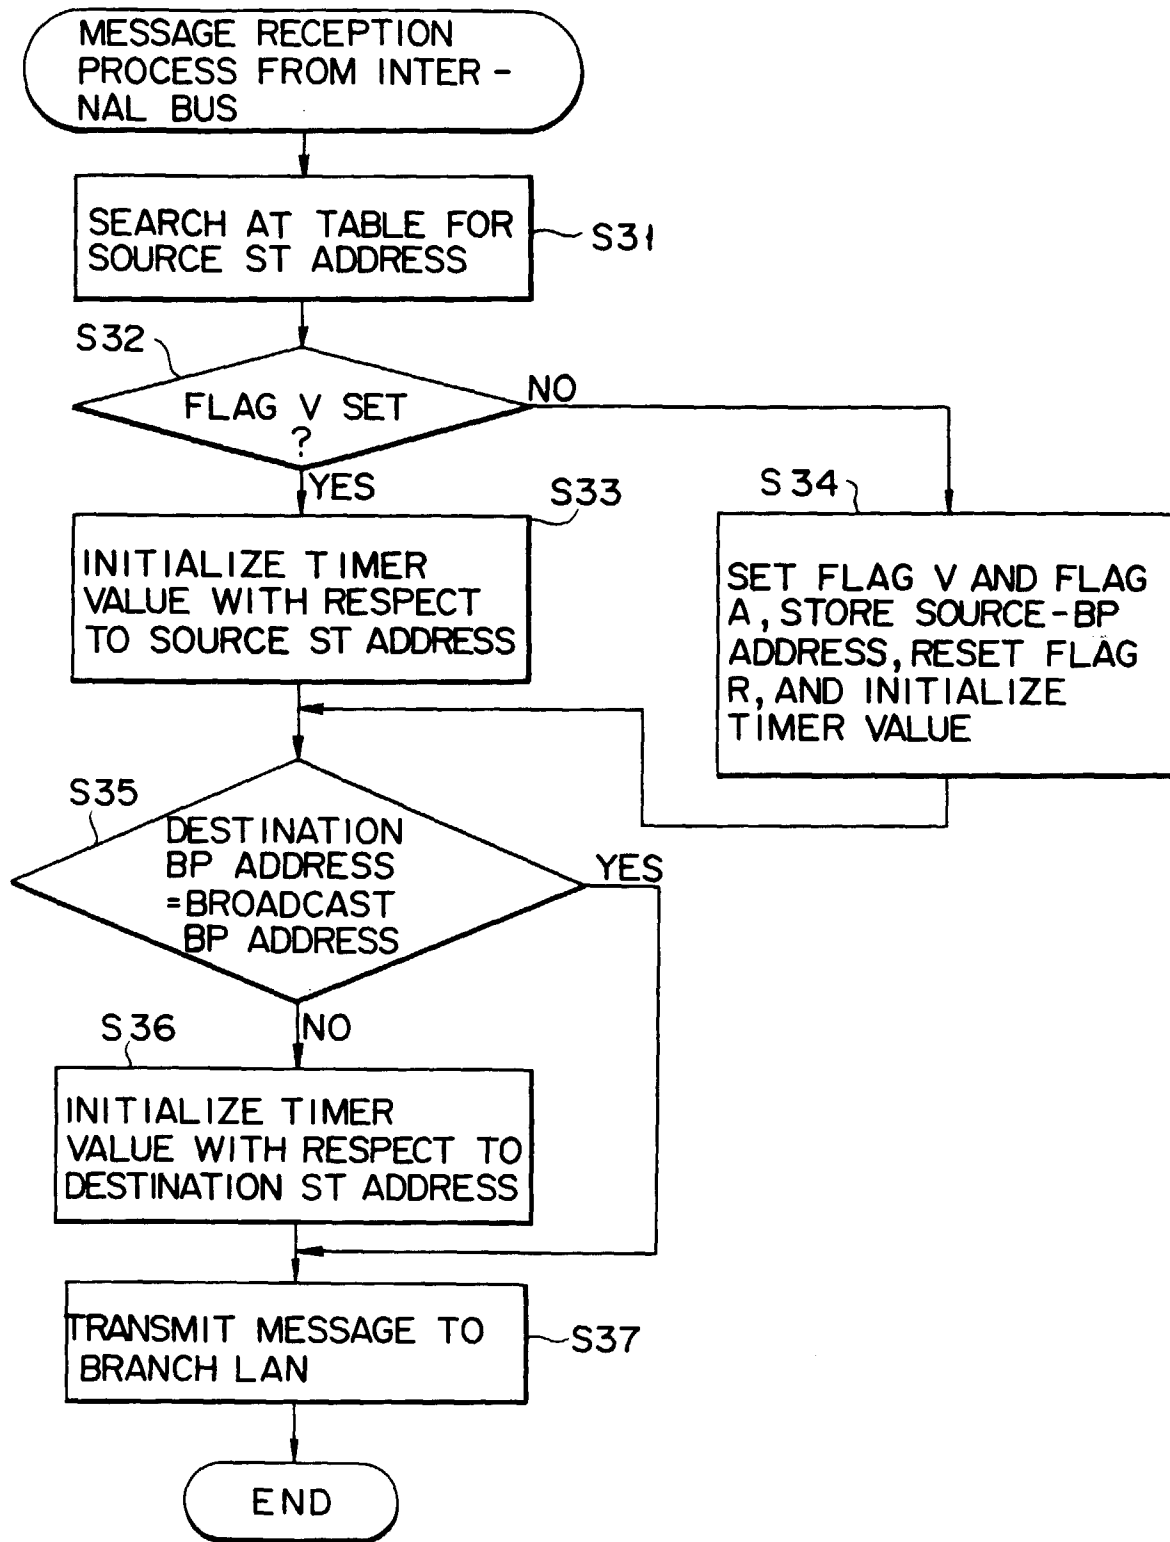 MESSAGE RECEPTION
PROCESS FROM INTER-
NAL BUS
SEARCH AT TABLE FOR
SOURCE ST ADDRESS
S31
S32
FLAG V SET
?
NO
YES
S33
INITIALIZE TIMER
VALUE WITH RESPECT
TO SOURCE ST ADDRESS
S34
SET FLAG V AND FLAG
A, STORE SOURCE-BP
ADDRESS, RESET FLAG
R, AND INITIALIZE
TIMER VALUE
S35
DESTINATION
BP ADDRESS
=BROADCAST
BP ADDRESS
YES
NO
S36
INITIALIZE TIMER
VALUE WITH RESPECT TO
DESTINATION ST ADDRESS
TRANSMIT MESSAGE TO
BRANCH LAN
S37
END